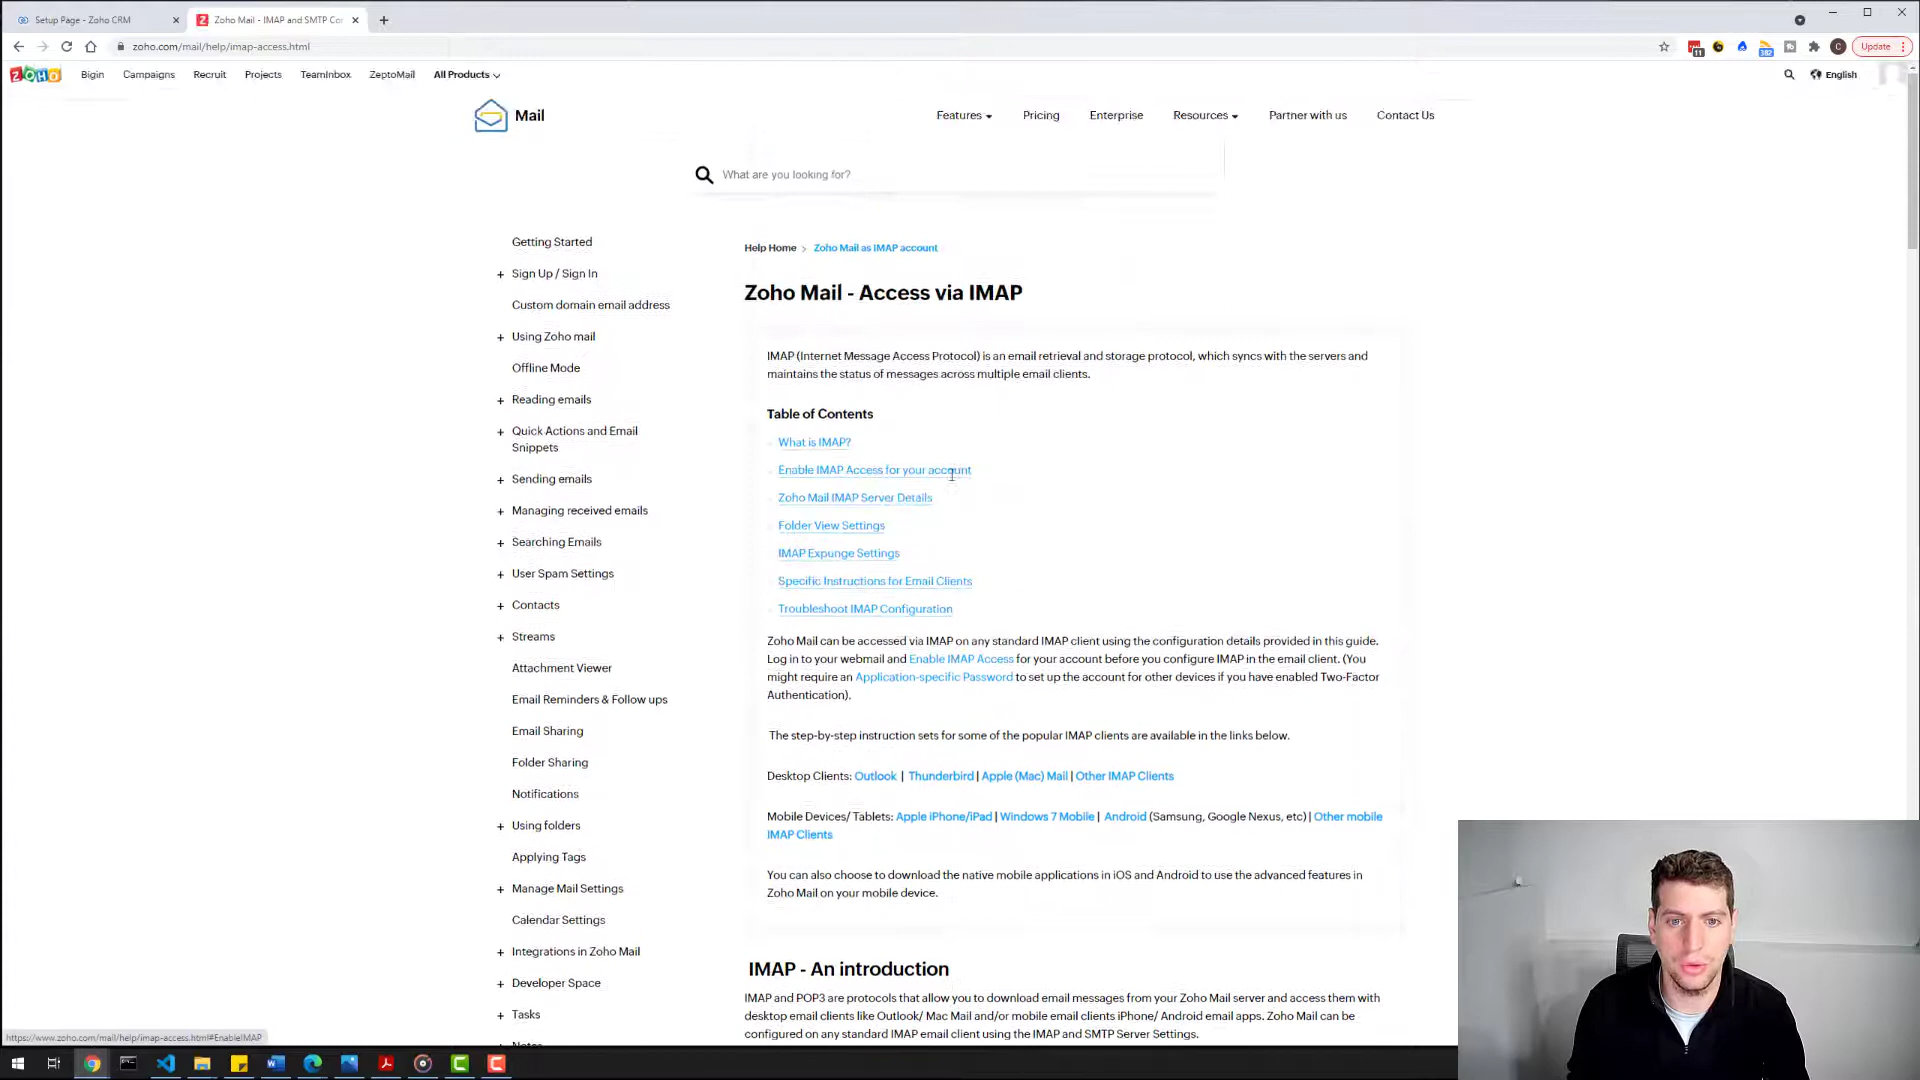 Setup Page - Zoho CRM
Zoho Mail - IMAP and SMTP Co
zoho.com/mail/help/imap-access.html
11
382
C
Update
ZOHO
Bigin
Campaigns
Recruit
Projects
TeamInbox
ZeptoMail
All Products
English
Mail
Features
Pricing
Enterprise
Resources
Partner with us
Contact Us
What are you looking for?
Getting Started
+ Sign Up / Sign In
Custom domain email address
+ Using Zoho mail
Offline Mode
+ Reading emails
+ Quick Actions and Email
Snippets
+ Sending emails
+ Managing received emails
+ Searching Emails
+ User Spam Settings
+ Contacts
+ Streams
Attachment Viewer
Email Reminders & Follow ups
Email Sharing
Folder Sharing
Notifications
+ Using folders
Applying Tags
+ Manage Mail Settings
Calendar Settings
+ Integrations in Zoho Mail
+ Developer Space
+ Tasks
Help Home > Zoho Mail as IMAP account
Zoho Mail - Access via IMAP
IMAP (Internet Message Access Protocol) is an email retrieval and storage protocol, which syncs with the servers and
maintains the status of messages across multiple email clients.
Table of Contents
What is IMAP?
Enable IMAP Access for your account
Zoho Mail IMAP Server Details
Folder View Settings
IMAP Expunge Settings
Specific Instructions for Email Clients
Troubleshoot IMAP Configuration
Zoho Mail can be accessed via IMAP on any standard IMAP client using the configuration details provided in this guide.
Log in to your webmail and Enable IMAP Access for your account before you configure IMAP in the email client. (You
might require an Application-specific Password to set up the account for other devices if you have enabled Two-Factor
Authentication).
The step-by-step instruction sets for some of the popular IMAP clients are available in the links below.
Desktop Clients: Outlook | Thunderbird | Apple (Mac) Mail | Other IMAP Clients
Mobile Devices/ Tablets: Apple iPhone/iPad | Windows 7 Mobile | Android (Samsung, Google Nexus, etc) | Other mobile
IMAP Clients
You can also choose to download the native mobile applications in iOS and Android to use the advanced features in
Zoho Mail on your mobile device.
IMAP - An introduction
IMAP and POP3 are protocols that allow you to download email messages from your Zoho Mail server and access them with
desktop email clients like Outlook/ Mac Mail and/or mobile email clients iPhone/ Android email apps. Zoho Mail can be
configured on any standard IMAP email client using the IMAP and SMTP Server Settings.
https://www.zoho.com/mail/help/imap-access.html#EnableIMAP